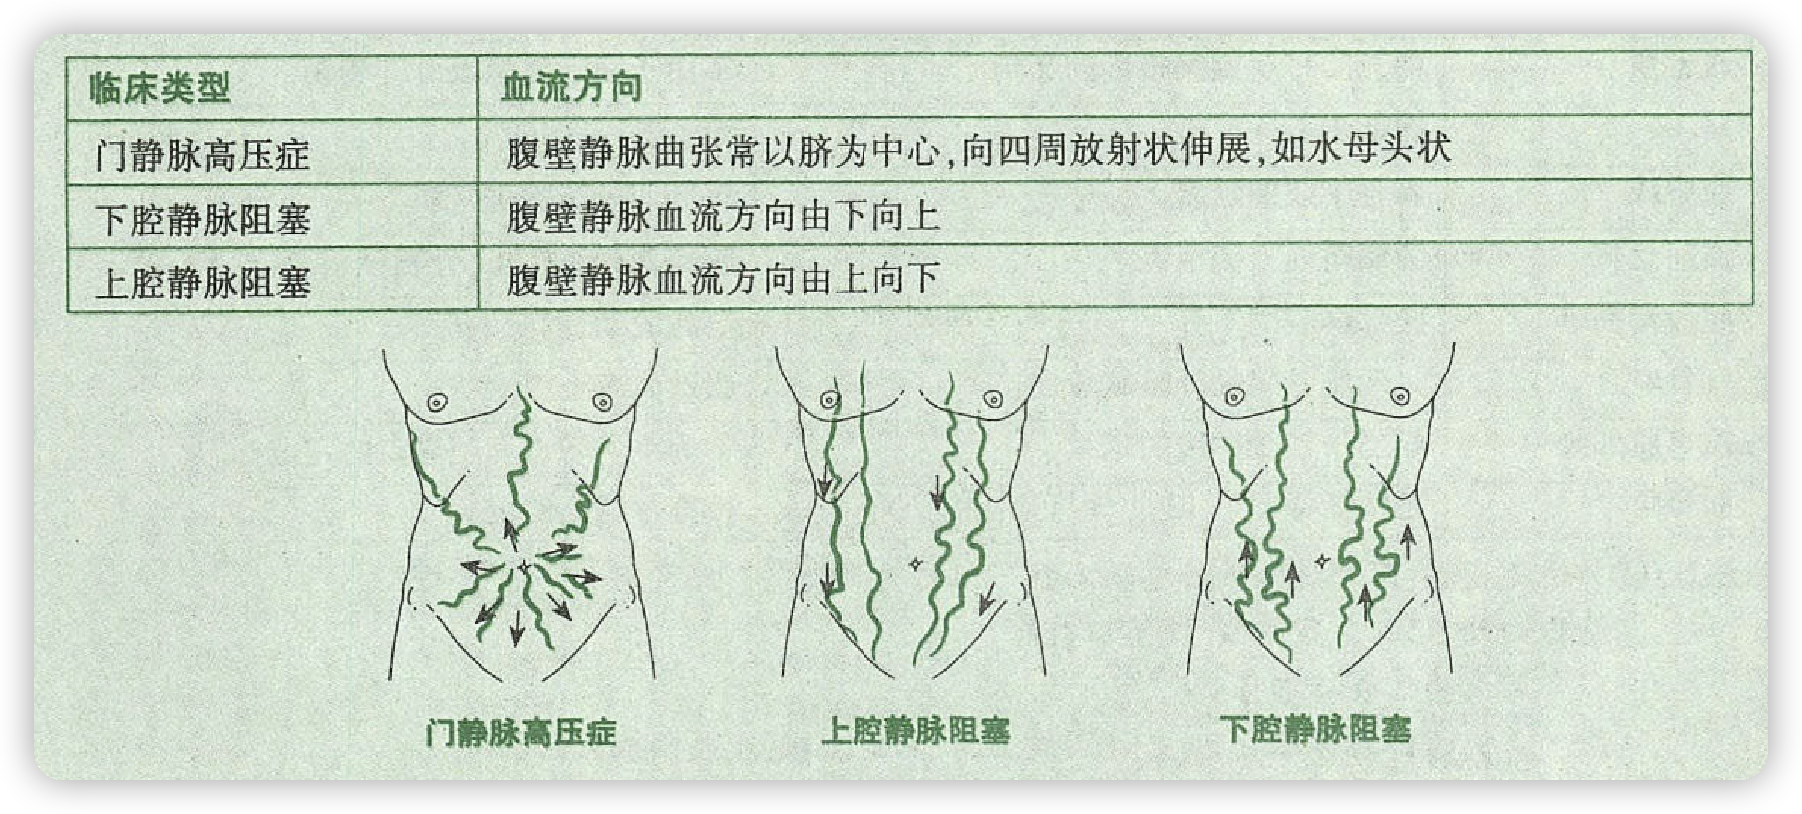 临床类型 血流方向
门静脉高压症 腹壁静脉曲张常以脐为中心,向四周放射状伸展,如水母头状
下腔静脉阻塞 腹壁静脉血流方向由下向上
上腔静脉阻塞 腹壁静脉血流方向由上向下
门静脉高压症 上腔静脉阻塞 下腔静脉阻塞